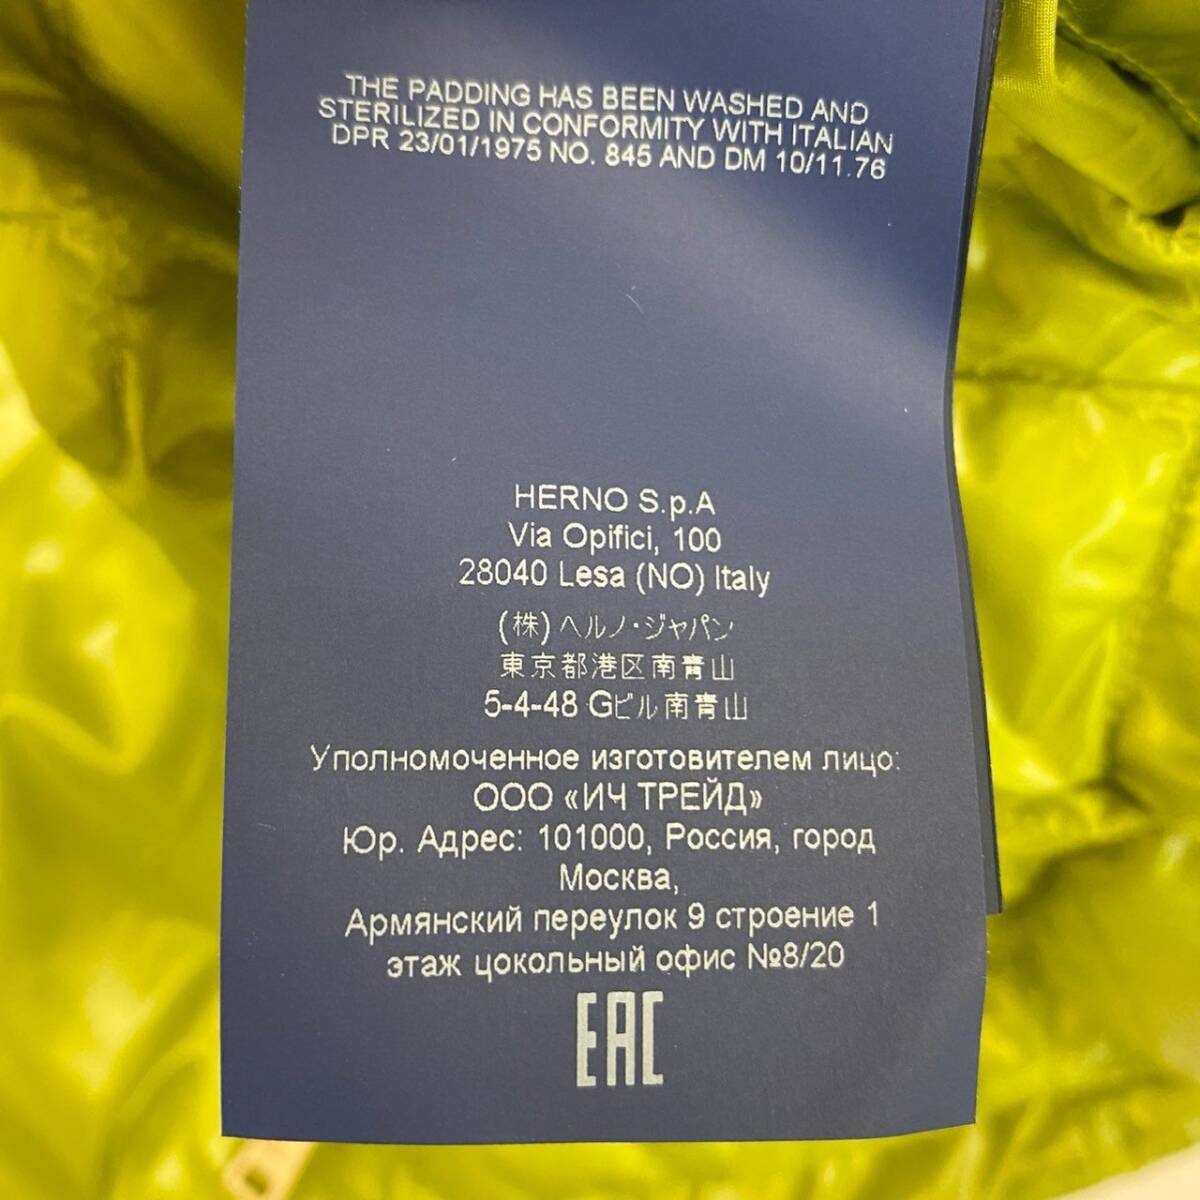 THE PADDING HAS BEEN WASHED AND
STERILIZED IN CONFORMITY WITH ITALIAN
DPR 23/01/1975 NO. 845 AND DM 10/11.76
HERNO S.p.A
Via Opifici, 100
28040 Lesa (NO) Italy
(株)ヘルノ・ジャパン
東京都港区南青山
5-4-48 Gビル南青山
Уполномоченное изготовителем лицо:
ООО «ИЧ ТРЕЙД»
Юр. Адрес: 101000, Россия, город
Москва,
Армянский переулок 9 строение 1
этаж цокольный офис №8/20
EAC